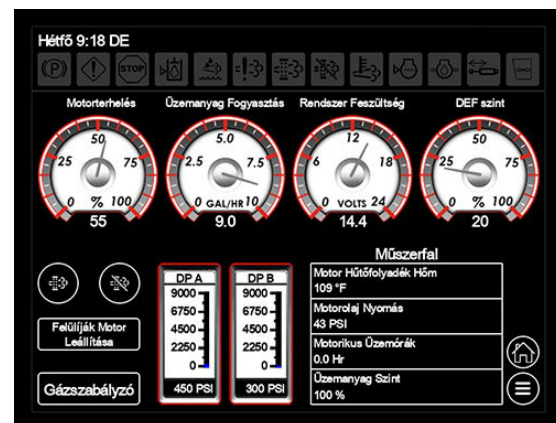 Hétfő 9:18 DE
(P) STOP
Motorterhelés Üzemanyag Fogyasztás Rendszer Feszültség DEF szint
50 5.0 12 50
25 75 2.5 7.5 6 18 25 75
0 % 100 0 GAL/HR 10 0 VOLTS 24 0 % 100
55 9.0 14.4 20
Műszerfal
Motor Hűtőfolyadék Hőm
109 °F
Motorolaj Nyomás
43 PSI
Motorikus Üzemórák
0.0 Hr
Üzemanyag Szint
100 %
DP A DP B
9000 9000
6750 6750
4500 4500
2250 2250
0 0
450 PSI 300 PSI
Felülíják Motor
Leállítása
Gázszabályzó